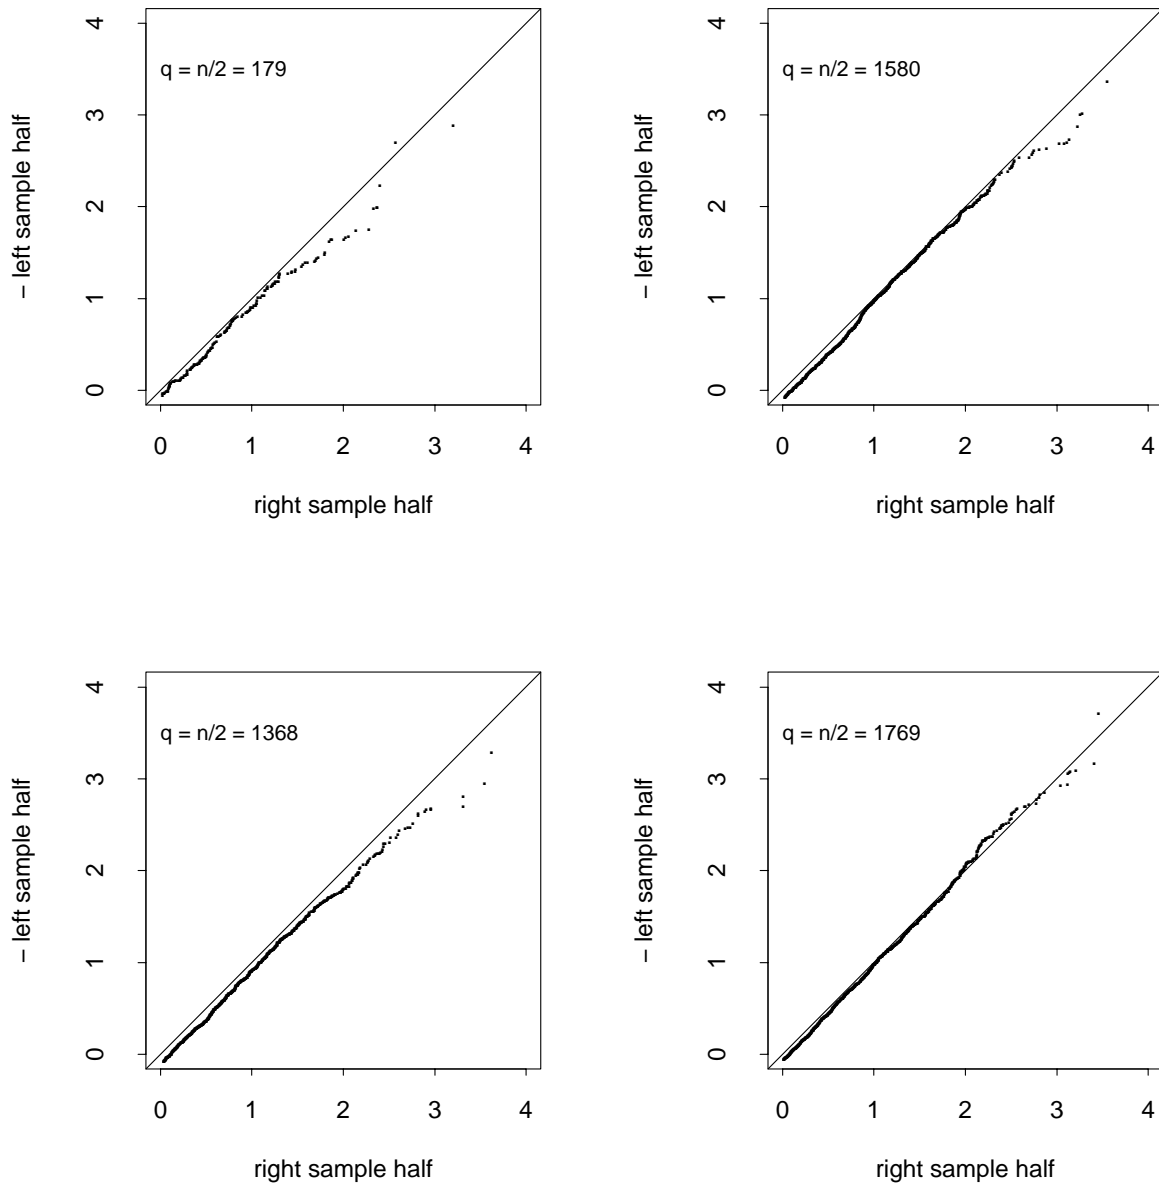 4
3
2
1
0
q = n/2 = 179
– left sample half
0 1 2 3 4
right sample half
4
3
2
1
0
q = n/2 = 1580
– left sample half
0 1 2 3 4
right sample half
4
3
2
1
0
q = n/2 = 1368
– left sample half
0 1 2 3 4
right sample half
4
3
2
1
0
q = n/2 = 1769
– left sample half
0 1 2 3 4
right sample half